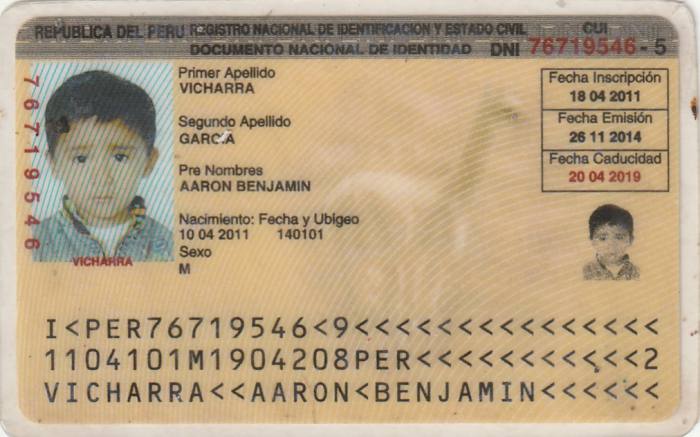 REPUBLICA DEL PERU REGISTRO NACIONAL DE IDENTIFICACION Y ESTADO CIVIL CUI
DOCUMENTO NACIONAL DE IDENTIDAD DNI 76719546 - 5
76719546
Primer Apellido
VICHARRA
Segundo Apellido
GARCIA
Pre Nombres
AARON BENJAMIN
Nacimiento: Fecha y Ubigeo
10 04 2011 140101
Sexo
M
VICHARRA
Fecha Inscripción
18 04 2011
Fecha Emisión
26 11 2014
Fecha Caducidad
20 04 2019
I<PER76719546<9<<<<<<<<<<<<<<<
1104101M1904208PER<<<<<<<<<<<2
VICHARRA<<AARON<BENJAMIN<<<<<<